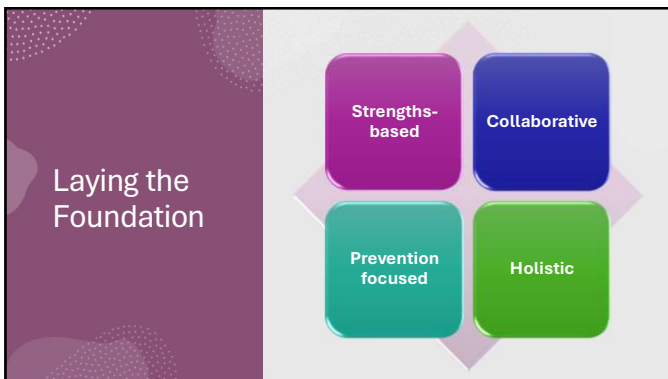 Laying the
Foundation
Strengths-
based
Collaborative
Prevention
focused
Holistic